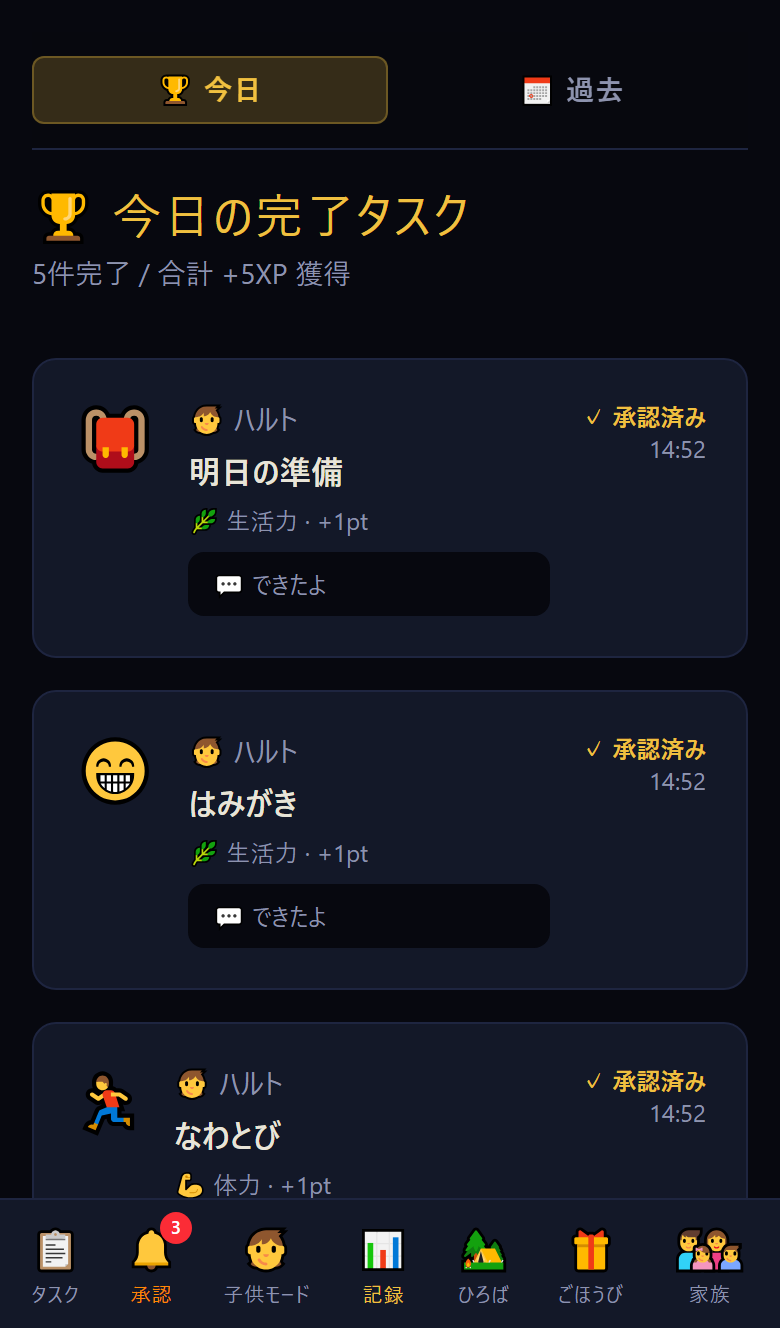 今日
過去
今日の完了タスク
5件完了 / 合計 +5XP 獲得
ハルト
✓ 承認済み
14:52
明日の準備
生活力 · +1pt
できたよ
ハルト
✓ 承認済み
14:52
はみがき
生活力 · +1pt
できたよ
ハルト
✓ 承認済み
14:52
なわとび
体力 · +1pt
3
タスク
承認
子供モード
記録
ひろば
ごほうび
家族